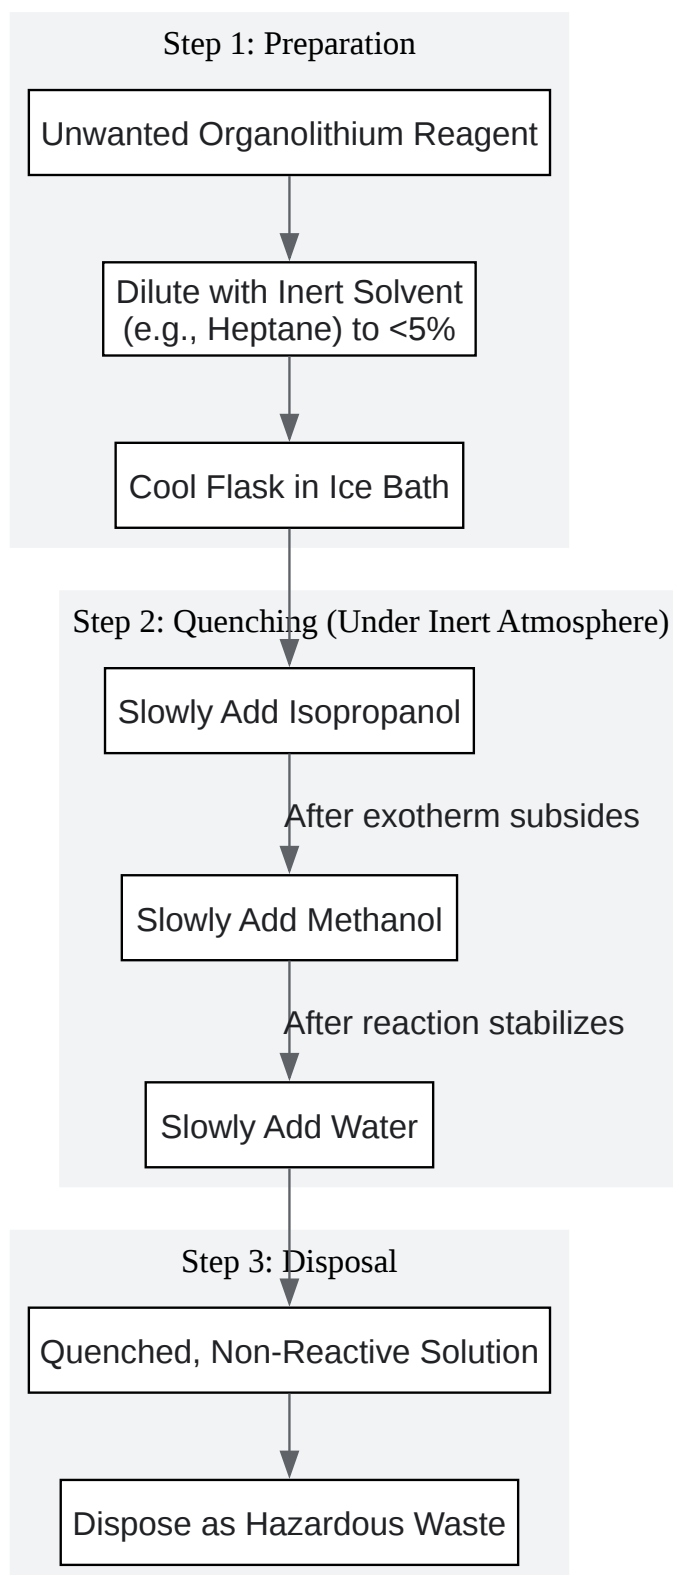 Step 1: Preparation
Unwanted Organolithium Reagent
Dilute with Inert Solvent
(e.g., Heptane) to <5%
Cool Flask in Ice Bath
Step 2: Quenching (Under Inert Atmosphere)
Slowly Add Isopropanol
After exotherm subsides
Slowly Add Methanol
After reaction stabilizes
Slowly Add Water
Step 3: Disposal
Quenched, Non-Reactive Solution
Dispose as Hazardous Waste